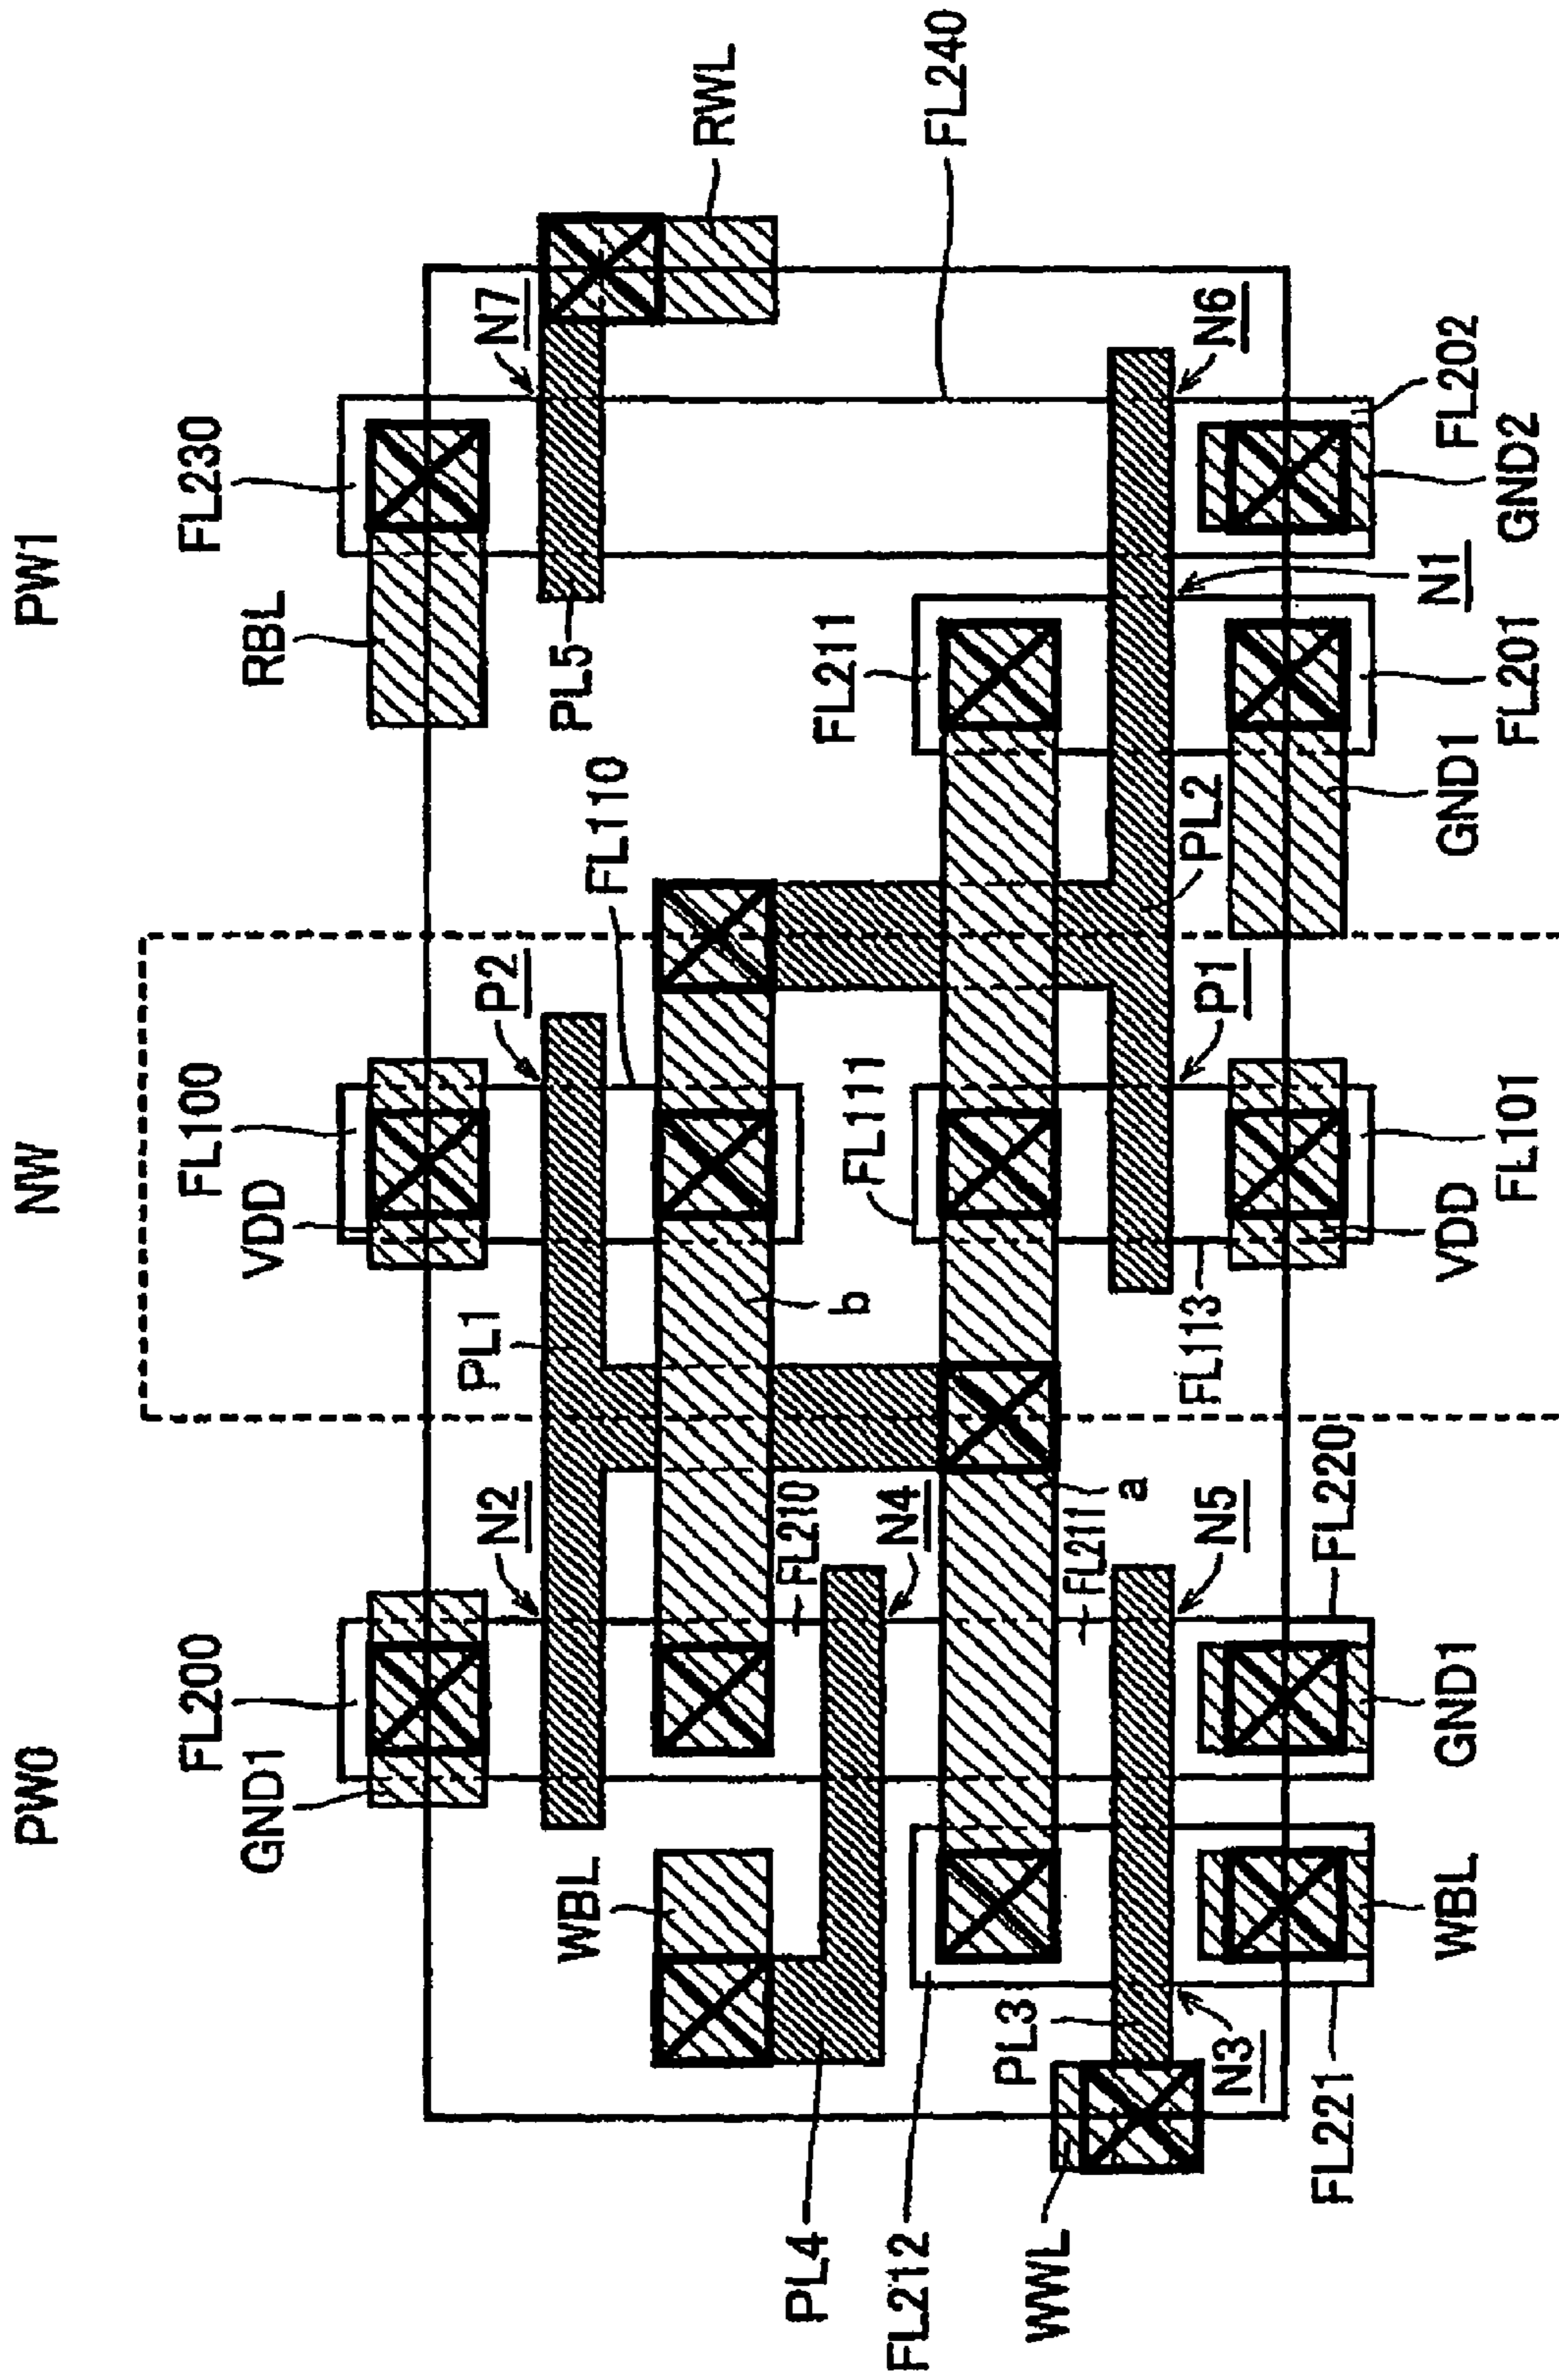 PW0
NW
PW1
FL200
GND1
FL100
VDD
FL230
RBL
N2
PL1
P2
FL110
PL5
N7
RWL
WBL
b
FL210
N4
PL4
FL212
FL111
FL211
FL240
a
FL211
WWL
PL3
N3
N5
FL113
P1
PL2
N1
N6
FL221
FL220
WBL
GND1
VDD
FL101
GND1
FL201
GND2
FL202